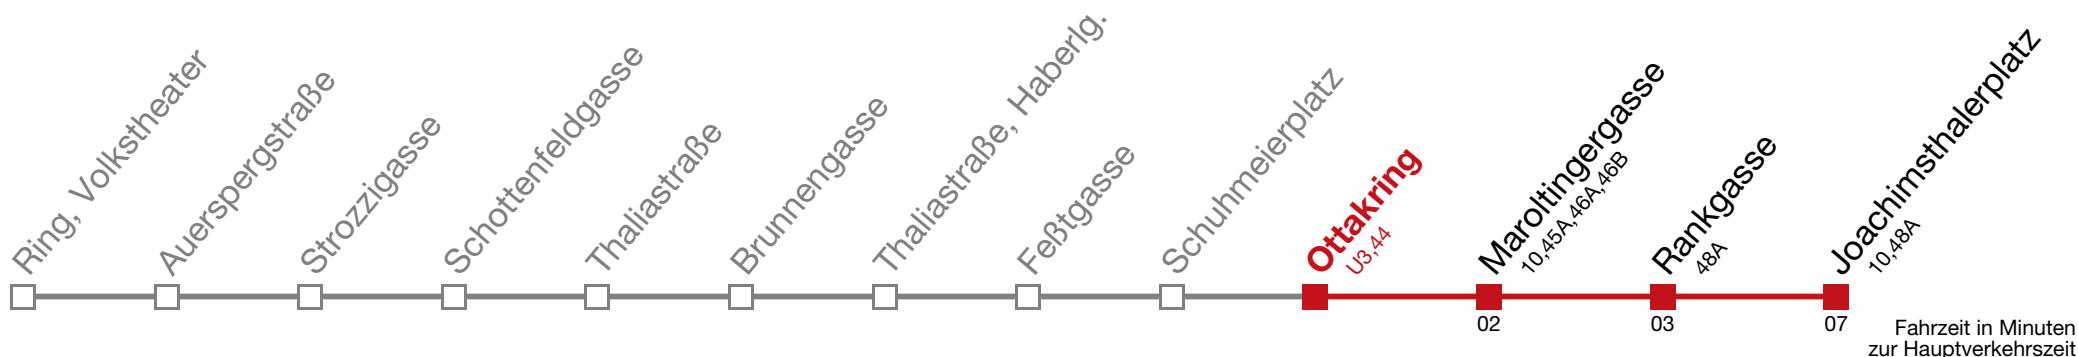 Ring, Volkstheater
Auerspergstraße
Strozzigasse
Schottenfeldgasse
Thaliastraße
Brunnengasse
Thaliastraße, Haberlg.
Feßtgasse
Schuhmeierplatz
Ottakring
U3,44
Maroltingergasse
10,45A,46A,46B
Rankgasse
48A
Joachimsthalerplatz
10,48A
02
03
07
Fahrzeit in Minuten
zur Hauptverkehrszeit